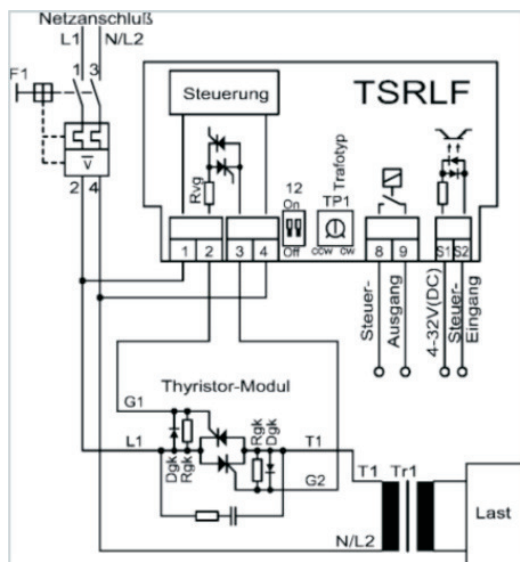 Netzanschluß
L1 N/L2
F1
1 3
2 4
Steuerung
TSRLF
Rvg
12
On
Off
Trafotyp
TP1
ccw cw
1 2 3 4 8 9 S1 S2
Steuer-
Ausgang
4-32V(DC)
Steuer-
Eingang
Thyristor-Modul
G1
L1
Dgk
Rgk
Rgk
Dgk
T1
G2
T1 Tr1
Last
N/L2